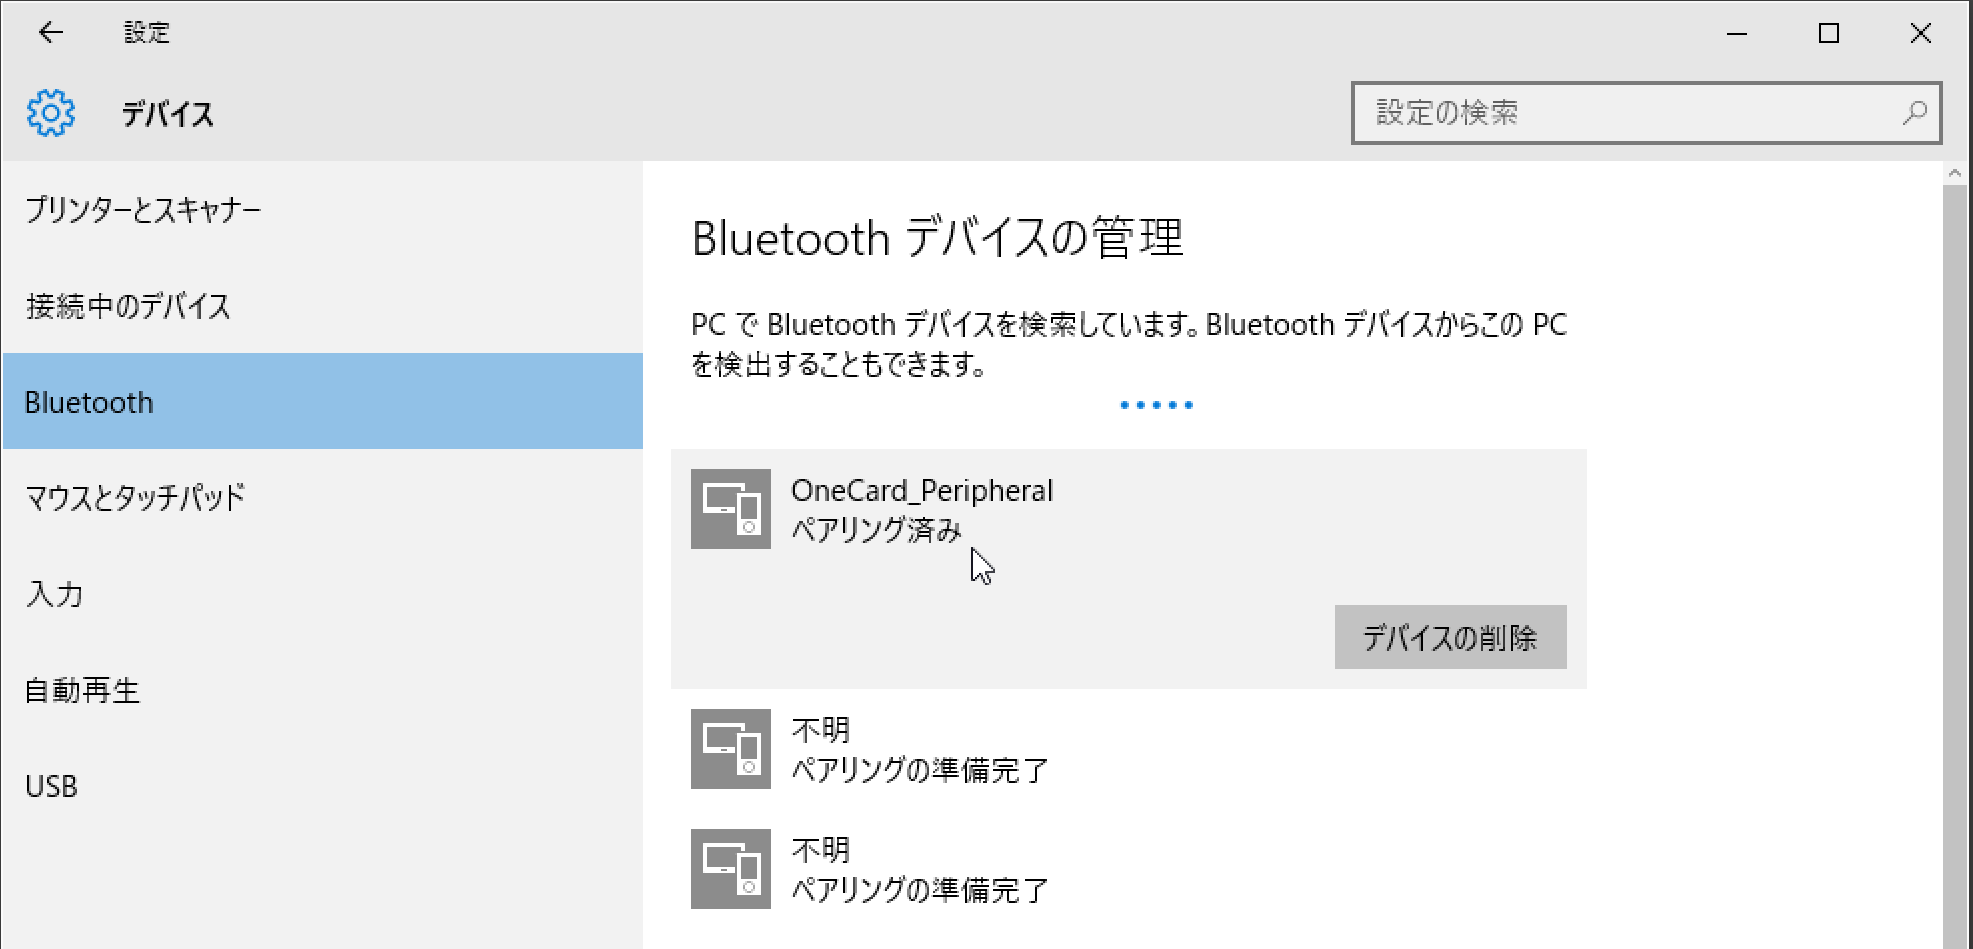 設定
デバイス
設定の検索
プリンターとスキャナー
接続中のデバイス
Bluetooth
マウスとタッチパッド
入力
自動再生
USB
Bluetooth デバイスの管理
PC で Bluetooth デバイスを検索しています。Bluetooth デバイスからこの PC
を検出することもできます。
OneCard_Peripheral
ペアリング済み
デバイスの削除
不明
ペアリングの準備完了
不明
ペアリングの準備完了